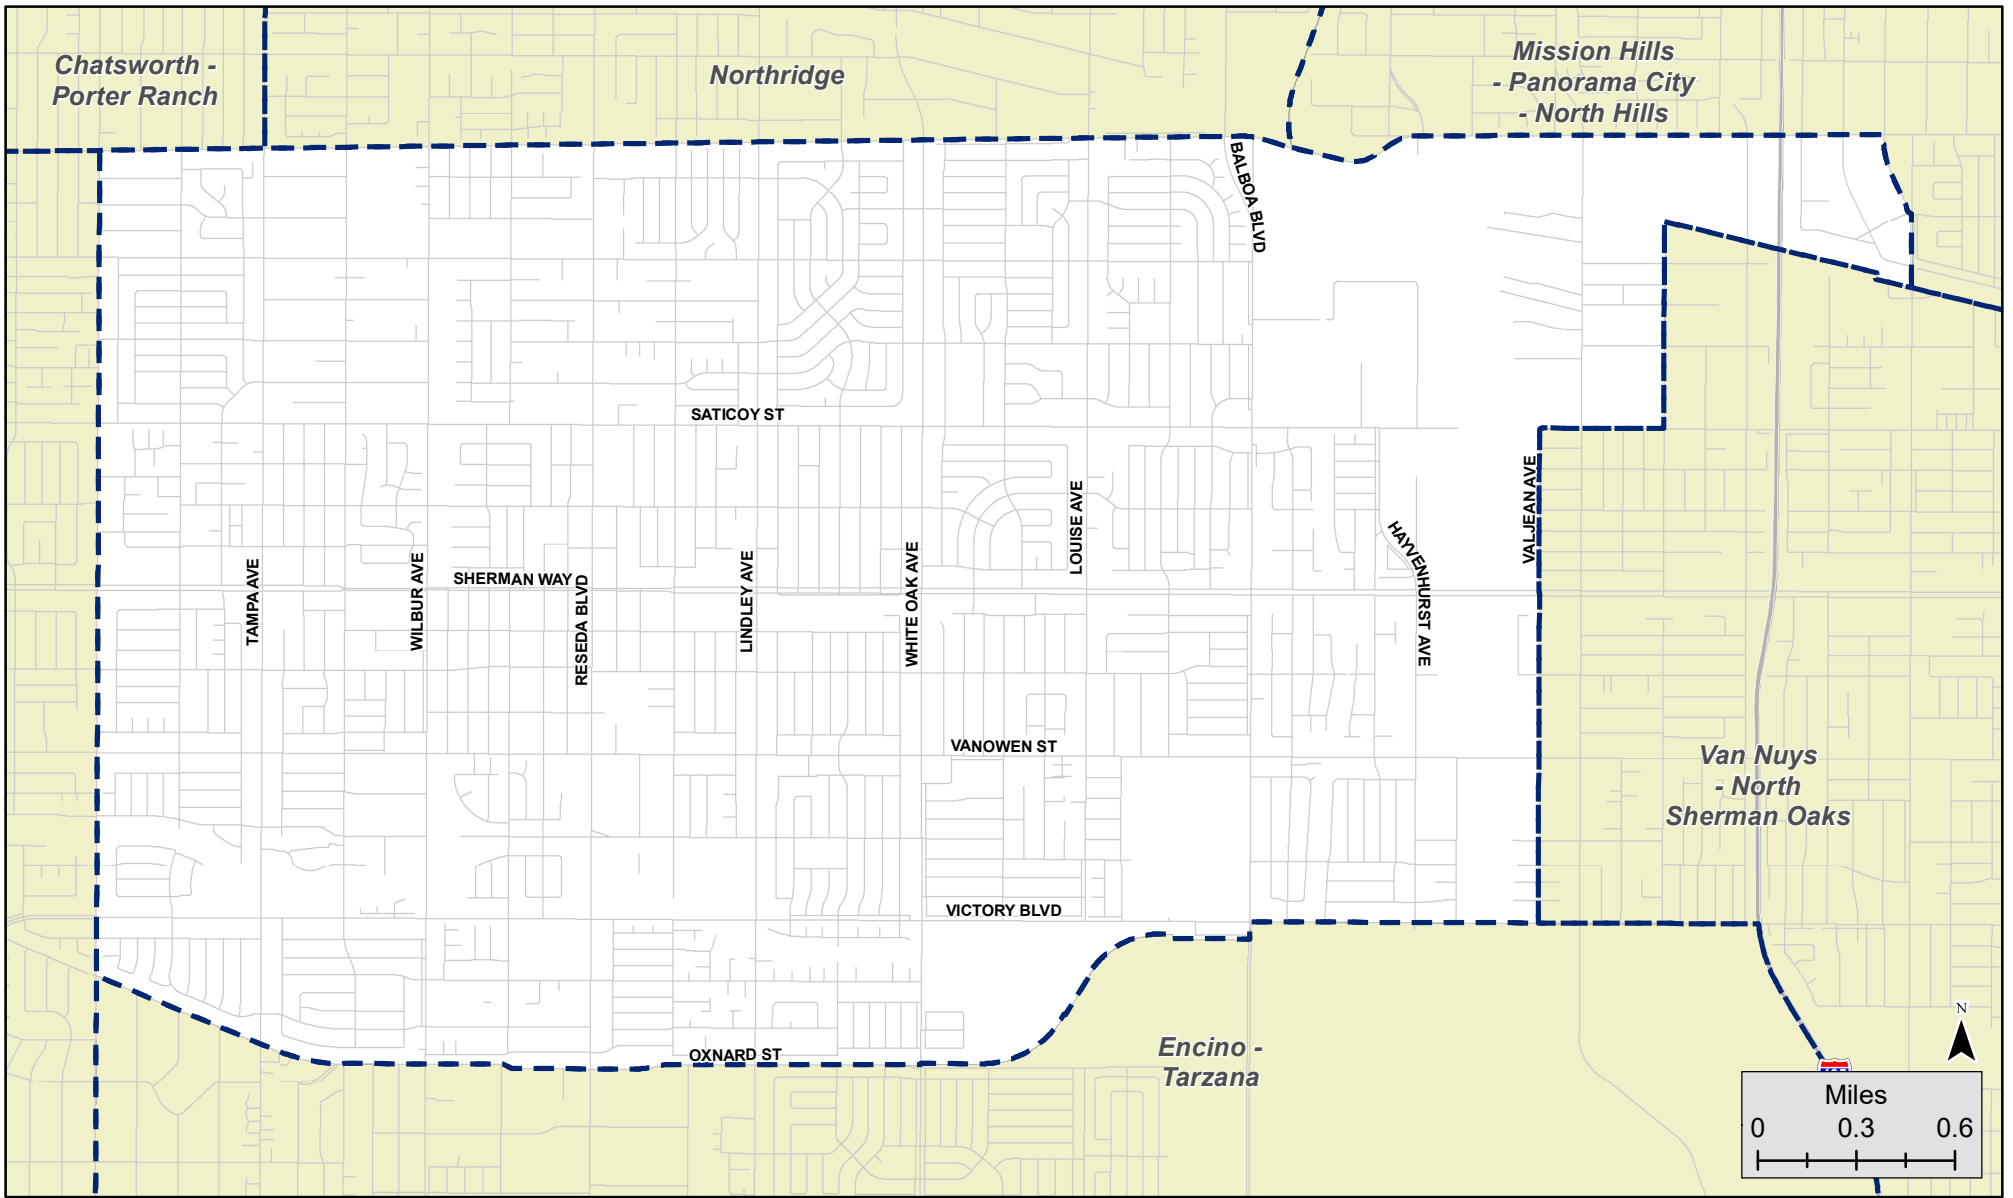 Chatsworth -
Porter Ranch
Northridge
Mission Hills
- Panorama City
- North Hills
BALBOA BLVD
SATICOY ST
LOUISE AVE
VALJEAN AVE
HAYVENHURST AVE
TAMPA AVE
WILBUR AVE
SHERMAN WAY
RESEDA BLVD
LINDLEY AVE
WHITE OAK AVE
VANOWEN ST
Van Nuys
- North
Sherman Oaks
VICTORY BLVD
OXNARD ST
Encino -
Tarzana
N
Miles
0 0.3 0.6